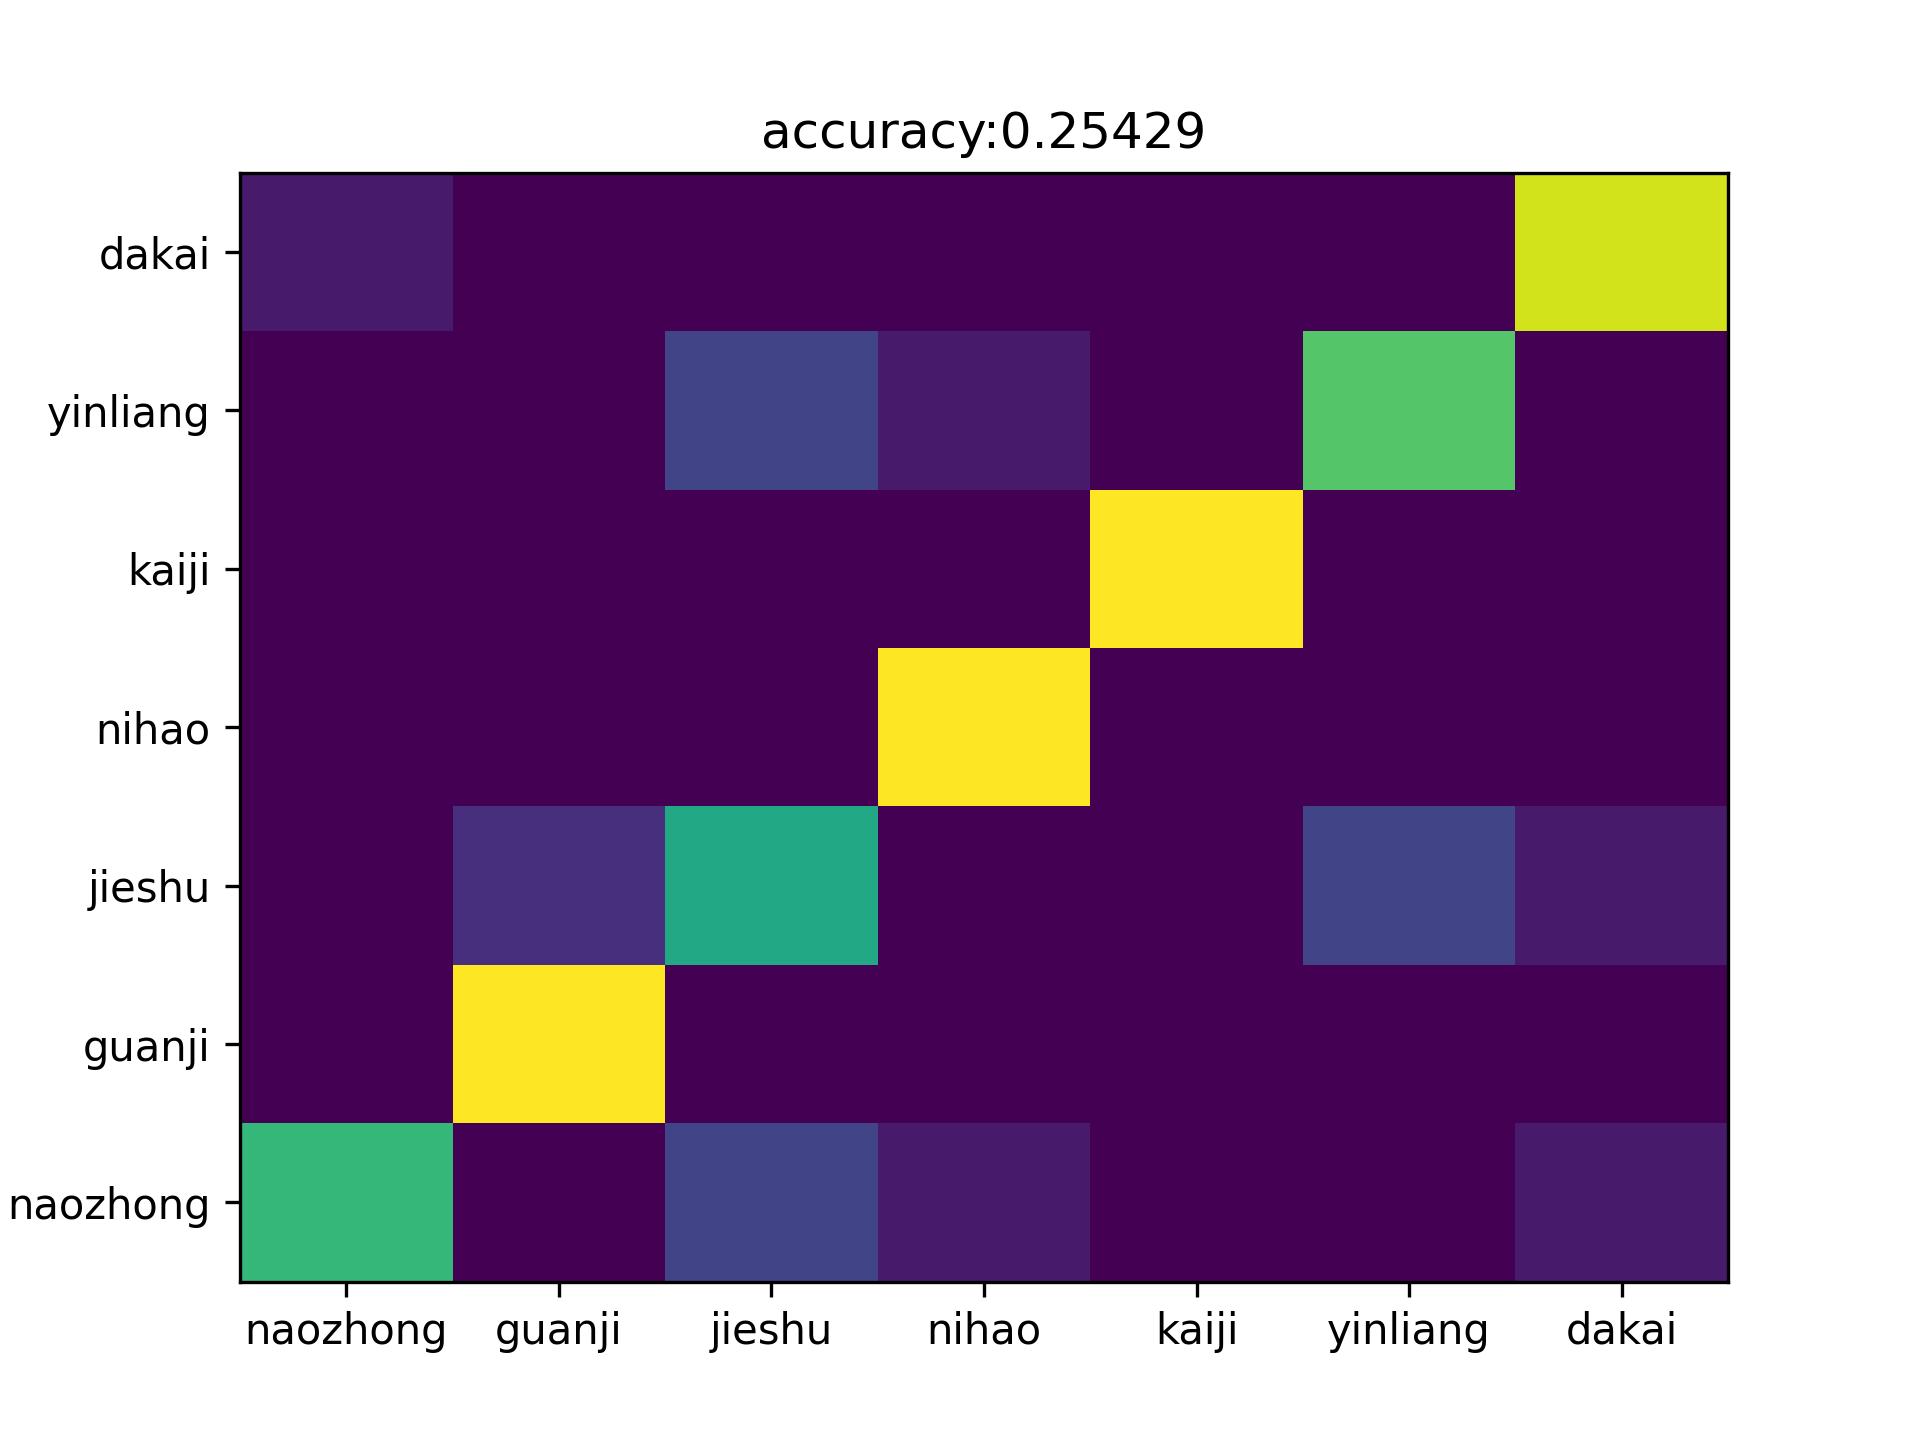 accuracy:0.25429
dakai
yinliang
kaiji
nihao
jieshu
guanji
naozhong
naozhong guanji jieshu nihao kaiji yinliang dakai